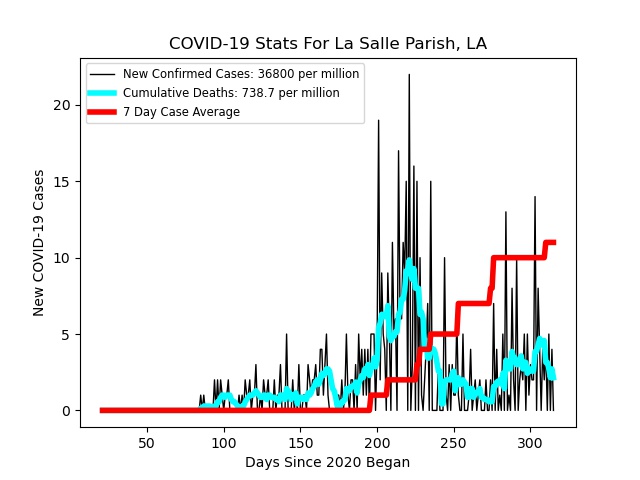 COVID-19 Stats For La Salle Parish, LA
New Confirmed Cases: 36800 per million
Cumulative Deaths: 738.7 per million
7 Day Case Average
New COVID-19 Cases
20
15
10
5
0
50 100 150 200 250 300
Days Since 2020 Began